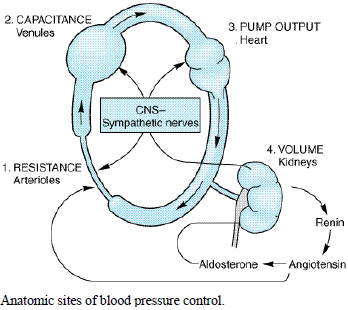 2. CAPACITANCE
Venules
3. PUMP OUTPUT
. Heart
CNS–
Sympathetic nerves
1. RESISTANCE
Arterioles
4. VOLUME
Kidneys
Renin
Aldosterone
Angiotensin
Anatomic sites of blood pressure control.